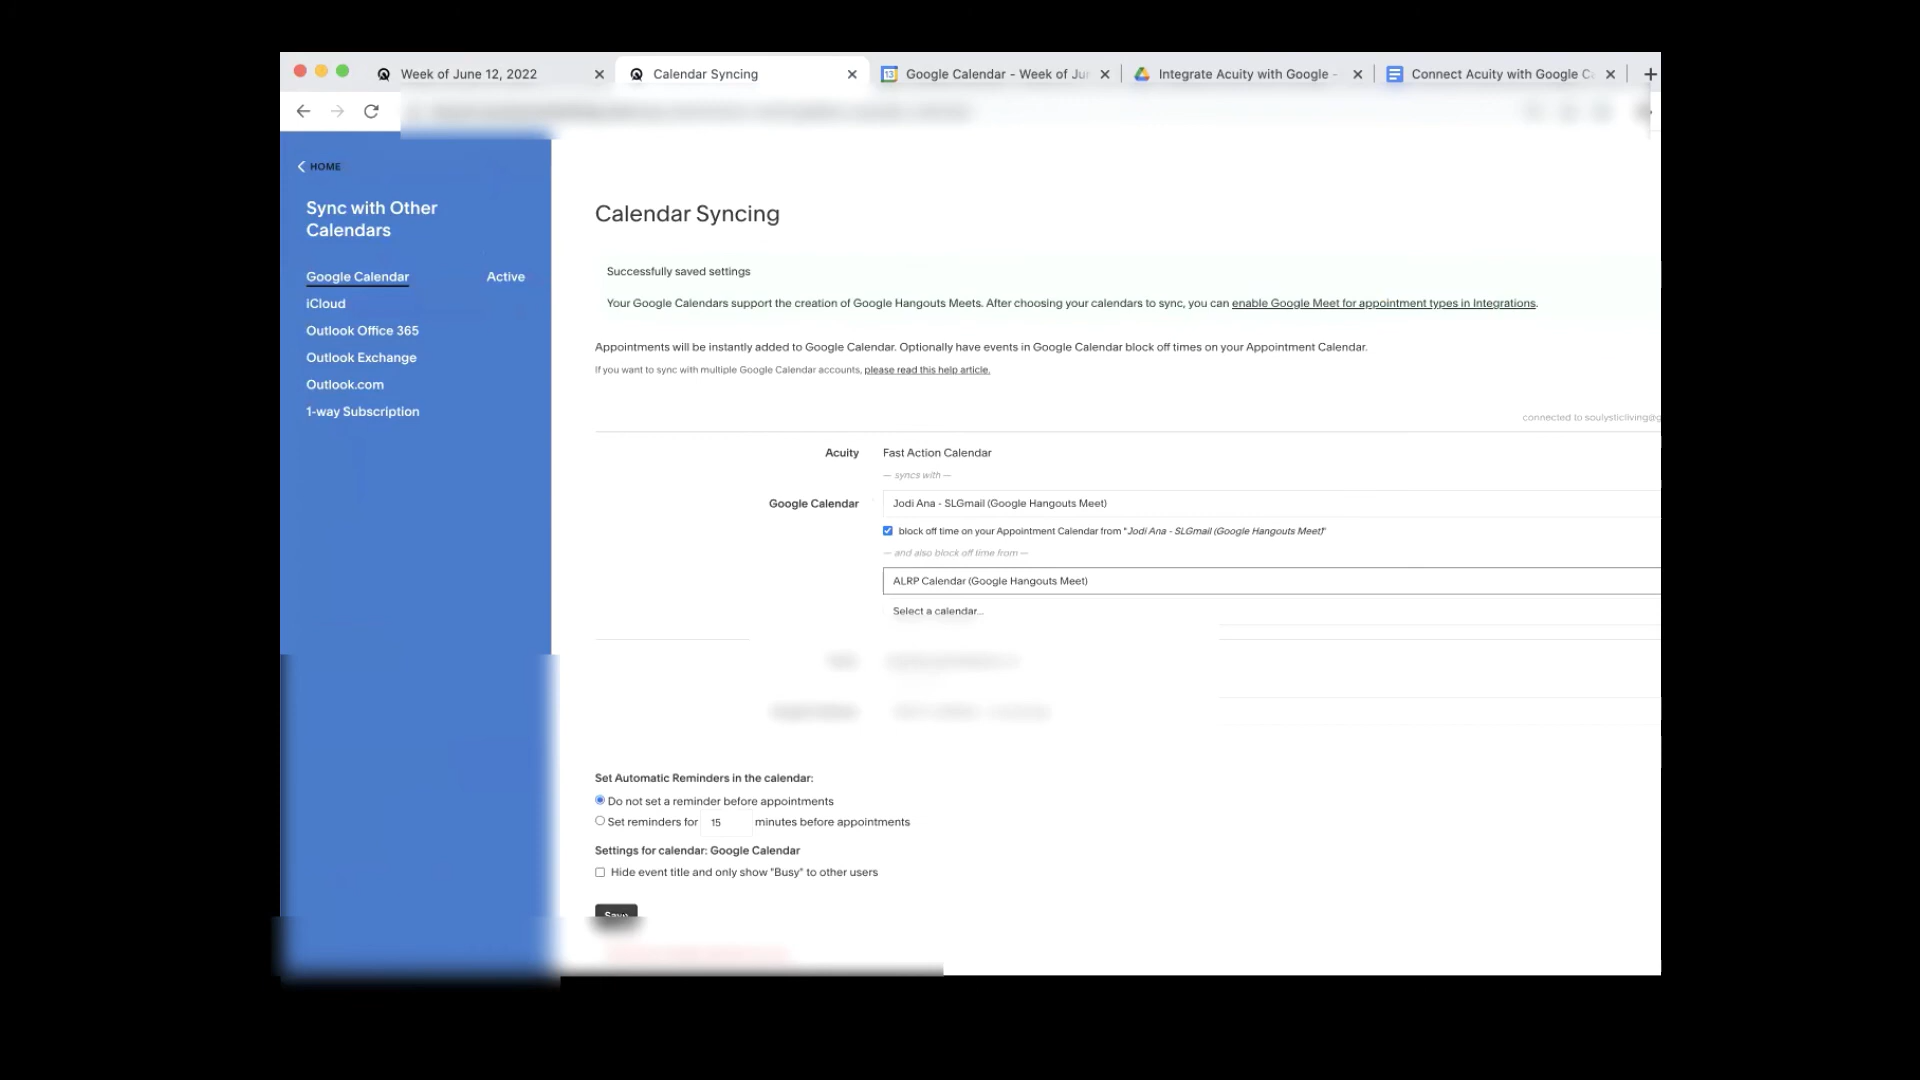 Week of June 12, 2022
Calendar Syncing
Google Calendar - Week of Ju
Integrate Acuity with Google -
Connect Acuity with Google C
HOME
Sync with Other
Calendars
Google Calendar Active
iCloud
Outlook Office 365
Outlook Exchange
Outlook.com
1-way Subscription
Calendar Syncing
Successfully saved settings
Your Google Calendars support the creation of Google Hangouts Meets. After choosing your calendars to sync, you can enable Google Meet for appointment types in Integrations.
Appointments will be instantly added to Google Calendar. Optionally have events in Google Calendar block off times on your Appointment Calendar.
If you want to sync with multiple Google Calendar accounts, please read this help article.
connected to soulysticliving@g
Acuity Fast Action Calendar
— syncs with —
Google Calendar Jodi Ana - SLGmail (Google Hangouts Meet)
block off time on your Appointment Calendar from "Jodi Ana - SLGmail (Google Hangouts Meet)"
— and also block off time from —
ALRP Calendar (Google Hangouts Meet)
Select a calendar...
Set Automatic Reminders in the calendar:
Do not set a reminder before appointments
Set reminders for 15 minutes before appointments
Settings for calendar: Google Calendar
Hide event title and only show "Busy" to other users
Save